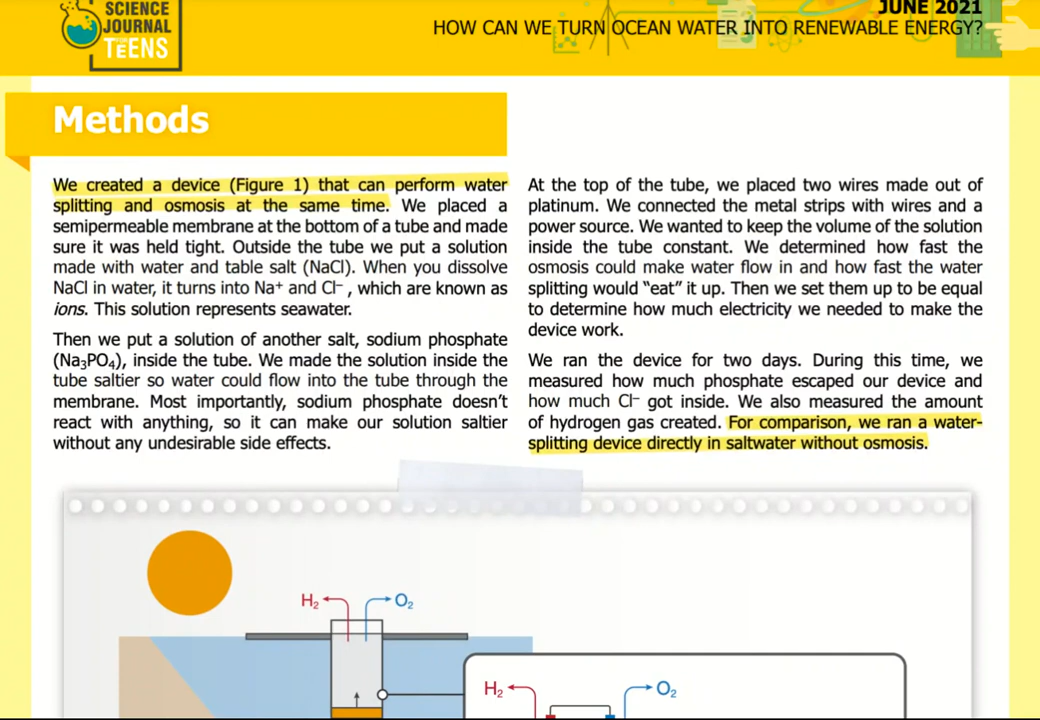 SCIENCE
JOURNAL
TEENS
JUNE 2021
HOW CAN WE TURN OCEAN WATER INTO RENEWABLE ENERGY?
Methods
We created a device (Figure 1) that can perform water
splitting and osmosis at the same time. We placed a
semipermeable membrane at the bottom of a tube and made
sure it was held tight. Outside the tube we put a solution
made with water and table salt (NaCl). When you dissolve
NaCl in water, it turns into Na⁺ and Cl⁻, which are known as
ions. This solution represents seawater.
Then we put a solution of another salt, sodium phosphate
(Na₃PO₄), inside the tube. We made the solution inside the
tube saltier so water could flow into the tube through the
membrane. Most importantly, sodium phosphate doesn't
react with anything, so it can make our solution saltier
without any undesirable side effects.
At the top of the tube, we placed two wires made out of
platinum. We connected the metal strips with wires and a
power source. We wanted to keep the volume of the solution
inside the tube constant. We determined how fast the
osmosis could make water flow in and how fast the water
splitting would "eat" it up. Then we set them up to be equal
to determine how much electricity we needed to make the
device work.
We ran the device for two days. During this time, we
measured how much phosphate escaped our device and
how much Cl⁻ got inside. We also measured the amount
of hydrogen gas created. For comparison, we ran a water-
splitting device directly in saltwater without osmosis.
H₂
O₂
H₂
O₂